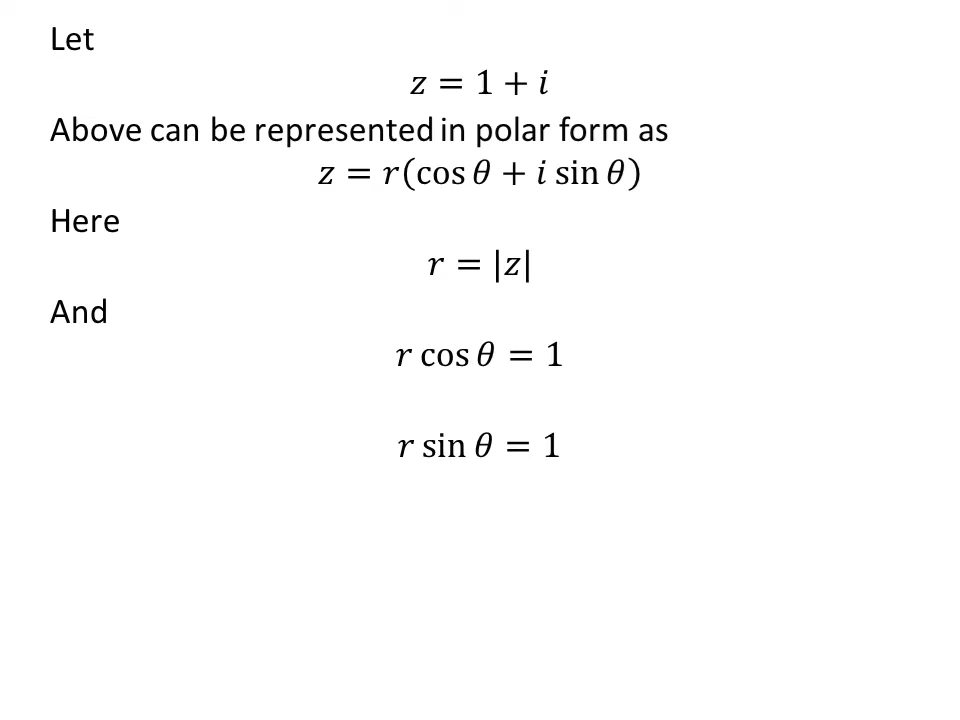 Let
𝑧 = 1 + 𝑖
Above can be represented in polar form as
𝑧 = 𝑟(cos 𝜃 + 𝑖 sin 𝜃)
Here
𝑟 = |𝑧|
And
𝑟 cos 𝜃 = 1
𝑟 sin 𝜃 = 1